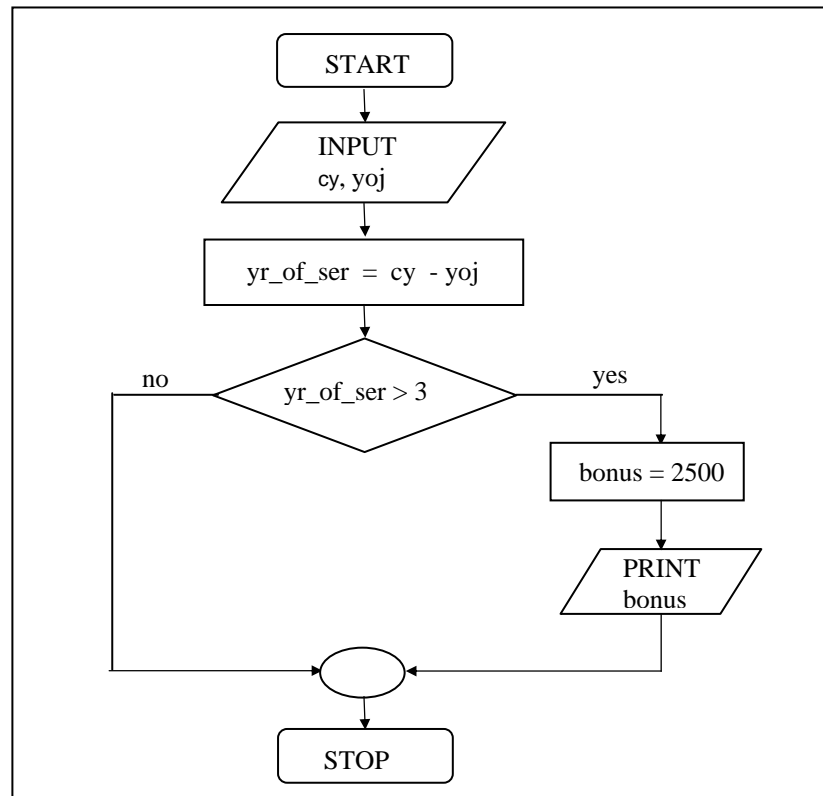 START
INPUT
cy, yoj
yr_of_ser = cy - yoj
no
yr_of_ser > 3
yes
bonus = 2500
PRINT
bonus
STOP